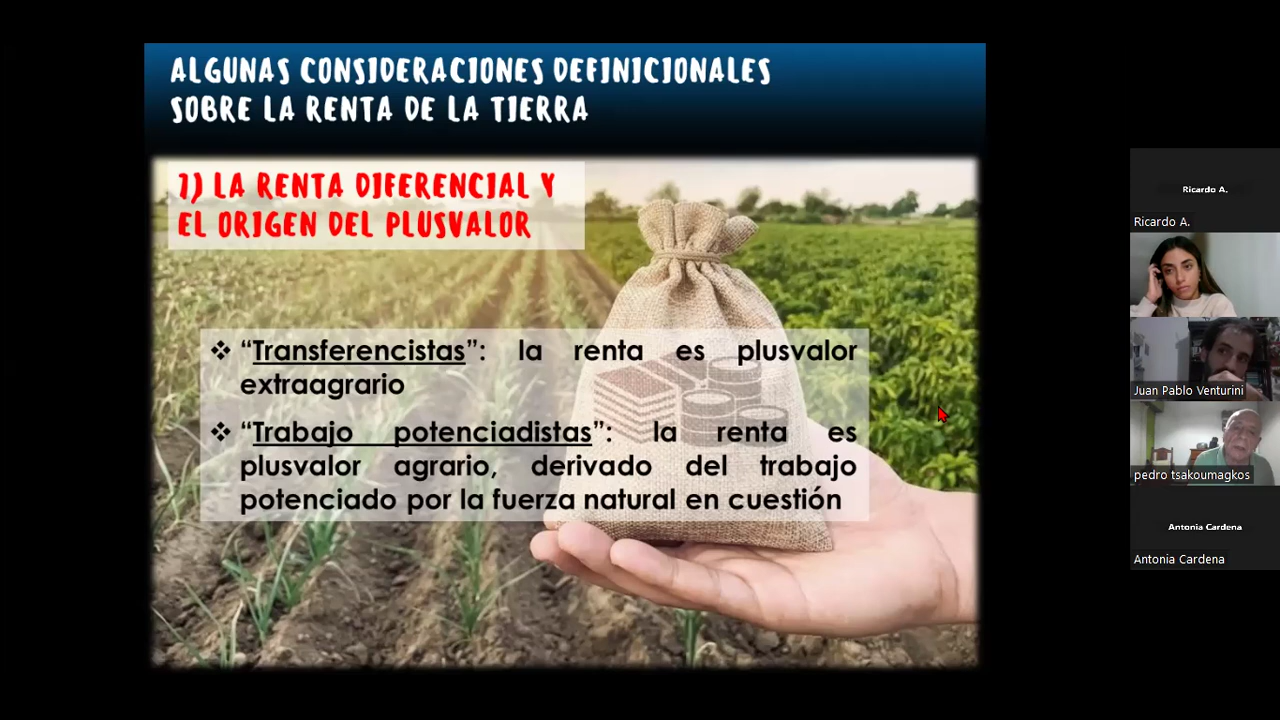 ALGUNAS CONSIDERACIONES DEFINICIONALES
SOBRE LA RENTA DE LA TIERRA
1) LA RENTA DIFERENCIAL Y
EL ORIGEN DEL PLUSVALOR
❖ “Transferencistas”: la renta es plusvalor
extraagrario
❖ “Trabajo potenciadistas”: la renta es
plusvalor agrario, derivado del trabajo
potenciado por la fuerza natural en cuestión
Ricardo A.
Ricardo A.
Juan Pablo Venturini
pedro tsakoumagkos
Antonia Cardena
Antonia Cardena